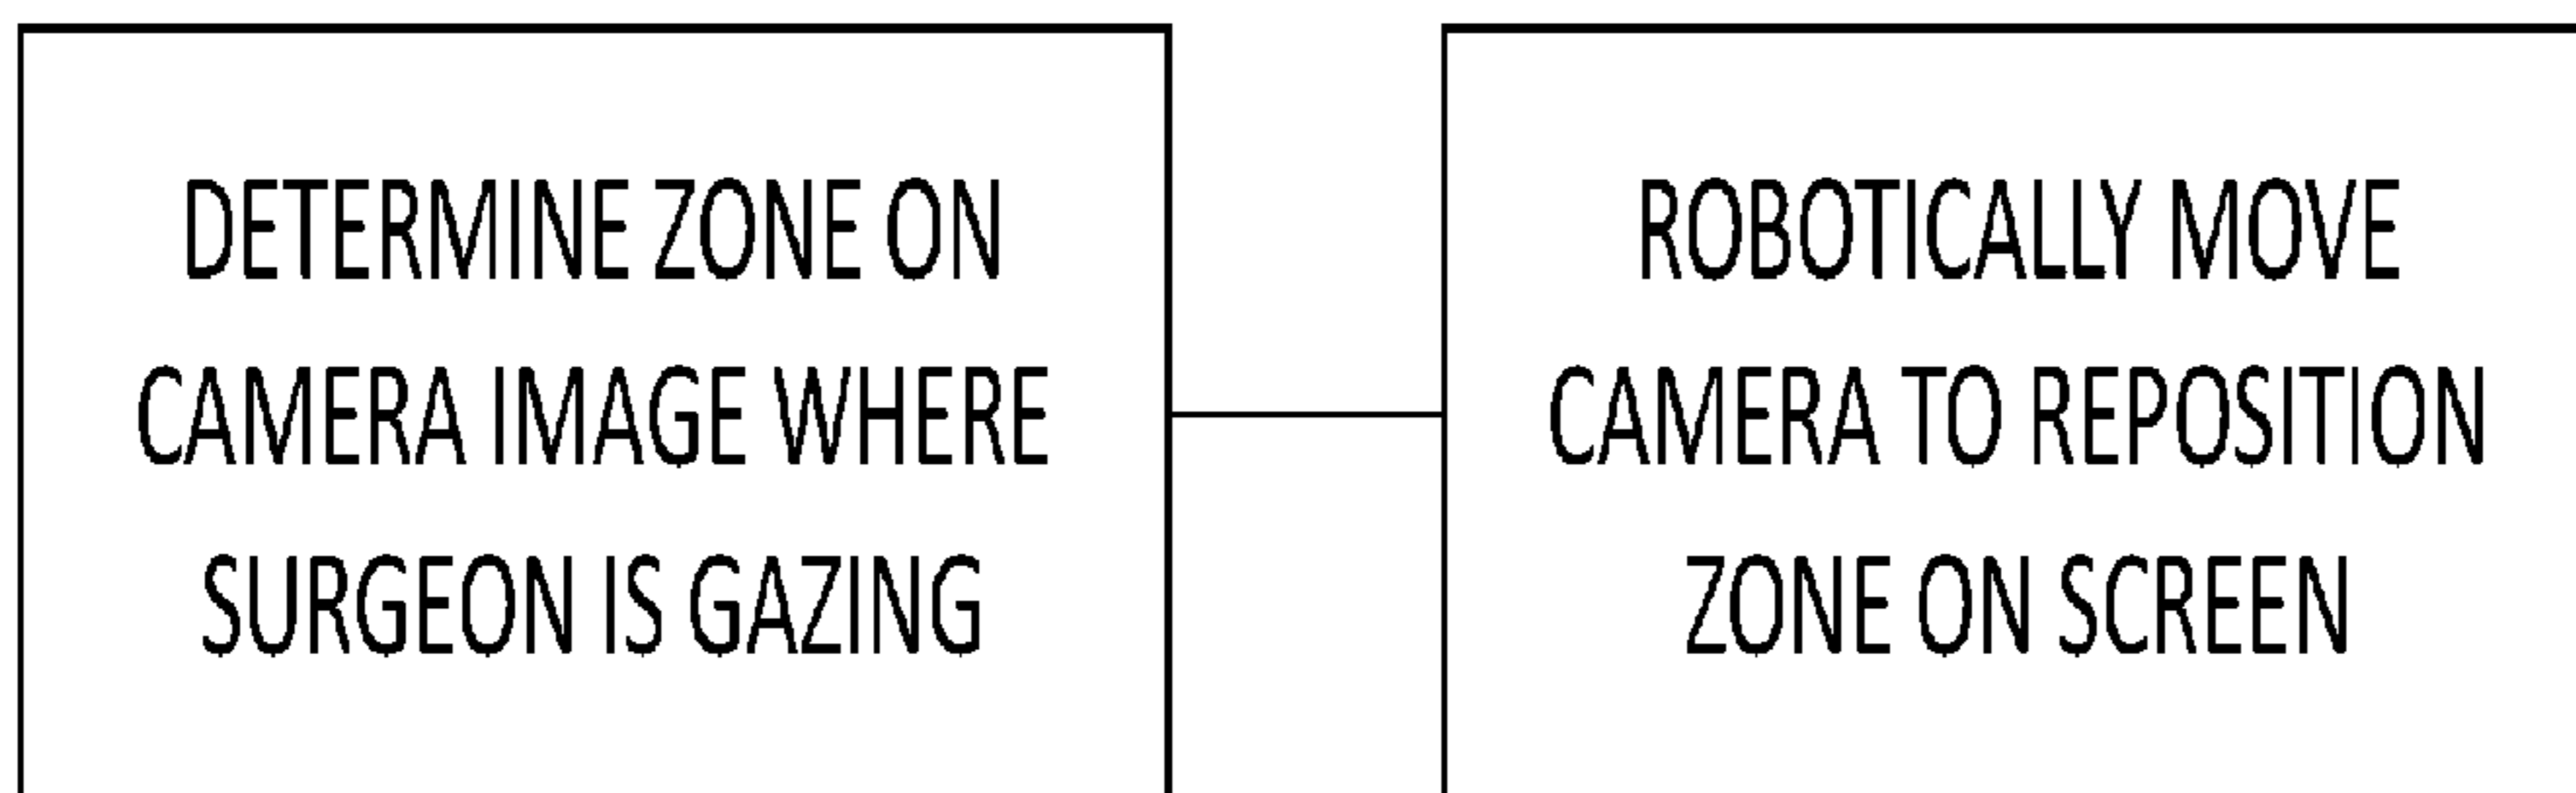 DETERMINE ZONE ON
CAMERA IMAGE WHERE
SURGEON IS GAZING
ROBOTICALLY MOVE
CAMERA TO REPOSITION
ZONE ON SCREEN